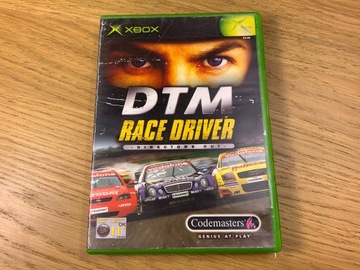 XBOX
DTM
RACE DRIVER
DIRECTORS CUT
Codemasters
GENIUS AT PLAY